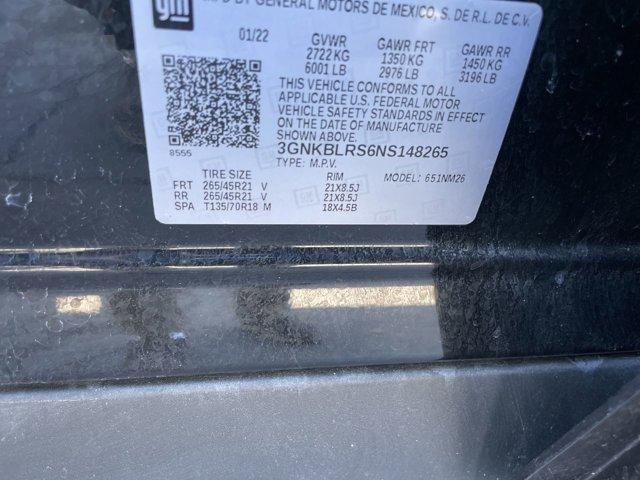 gm
BY GENERAL MOTORS DE MEXICO, S. DE R.L. DE C.V.
01/22 GVWR GAWR FRT GAWR RR
2722 KG 1350 KG 1450 KG
6001 LB 2976 LB 3196 LB
THIS VEHICLE CONFORMS TO ALL
APPLICABLE U.S. FEDERAL MOTOR
VEHICLE SAFETY STANDARDS IN EFFECT
ON THE DATE OF MANUFACTURE
SHOWN ABOVE.
8555 3GNKBLRS6NS148265
TYPE: M.P.V. MODEL: 651NM26
TIRE SIZE RIM
FRT 265/45R21 V 21X8.5J
RR 265/45R21 V 21X8.5J
SPA T135/70R18 M 18X4.5B